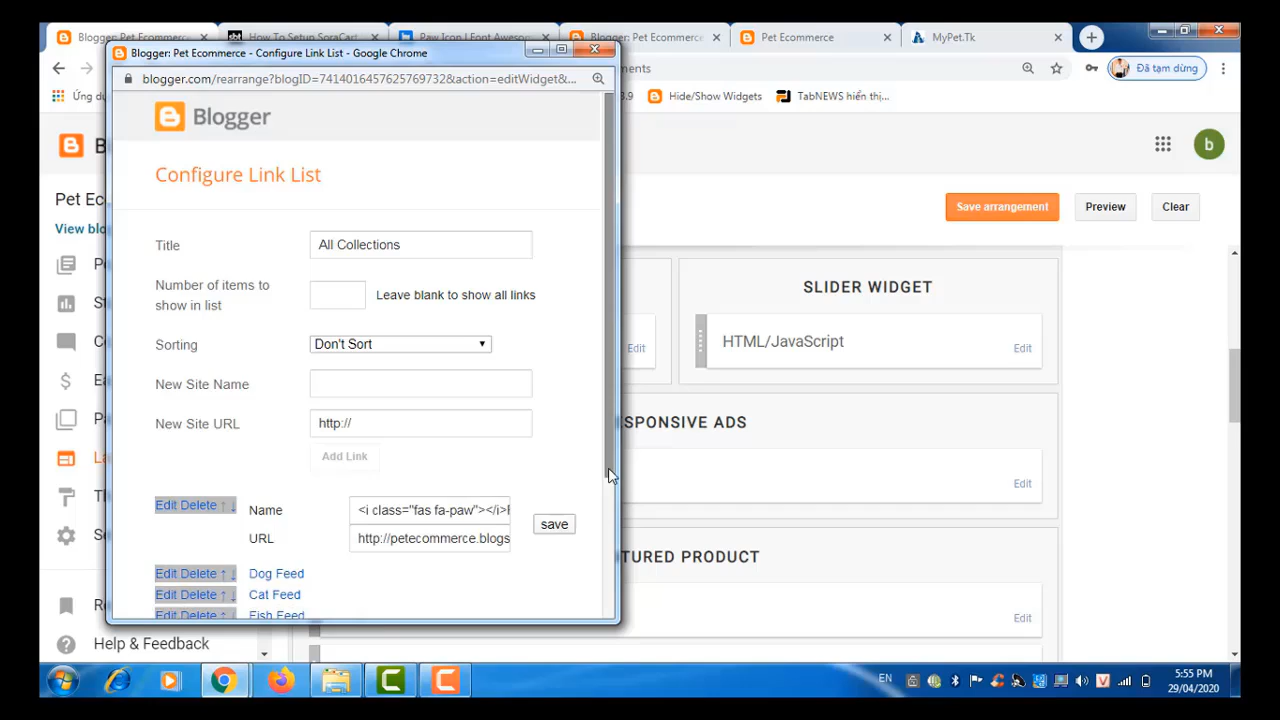 Blogger: Pet Ecommerce
How To Setup SoraCart
Paw Icon | Font Aweso
Blogger: Pet Ecommerce
Pet Ecommerce
MyPet.Tk
Blogger: Pet Ecommerce - Configure Link List - Google Chrome
blogger.com/rearrange?blogID=7414016457625769732&action=editWidget&...
ments
Đã tạm dừng
Ứng dụ
3.9
Hide/Show Widgets
TabNEWS hiển thị...
Blogger
B
Configure Link List
Pet Ec
View blo
Save arrangement
Preview
Clear
Title
All Collections
Number of items to
show in list
Leave blank to show all links
Sorting
Don't Sort
New Site Name
New Site URL
http://
Add Link
Edit Delete ↑ ↓
Name
<i class="fas fa-paw"></i>
URL
http://petecommerce.blogs
save
Edit Delete ↑ ↓ Dog Feed
Edit Delete ↑ ↓ Cat Feed
Edit Delete ↑ ↓ Fish Feed
SLIDER WIDGET
Edit
HTML/JavaScript
Edit
SPONSIVE ADS
Edit
TURED PRODUCT
Edit
Help & Feedback
EN
5:55 PM
29/04/2020